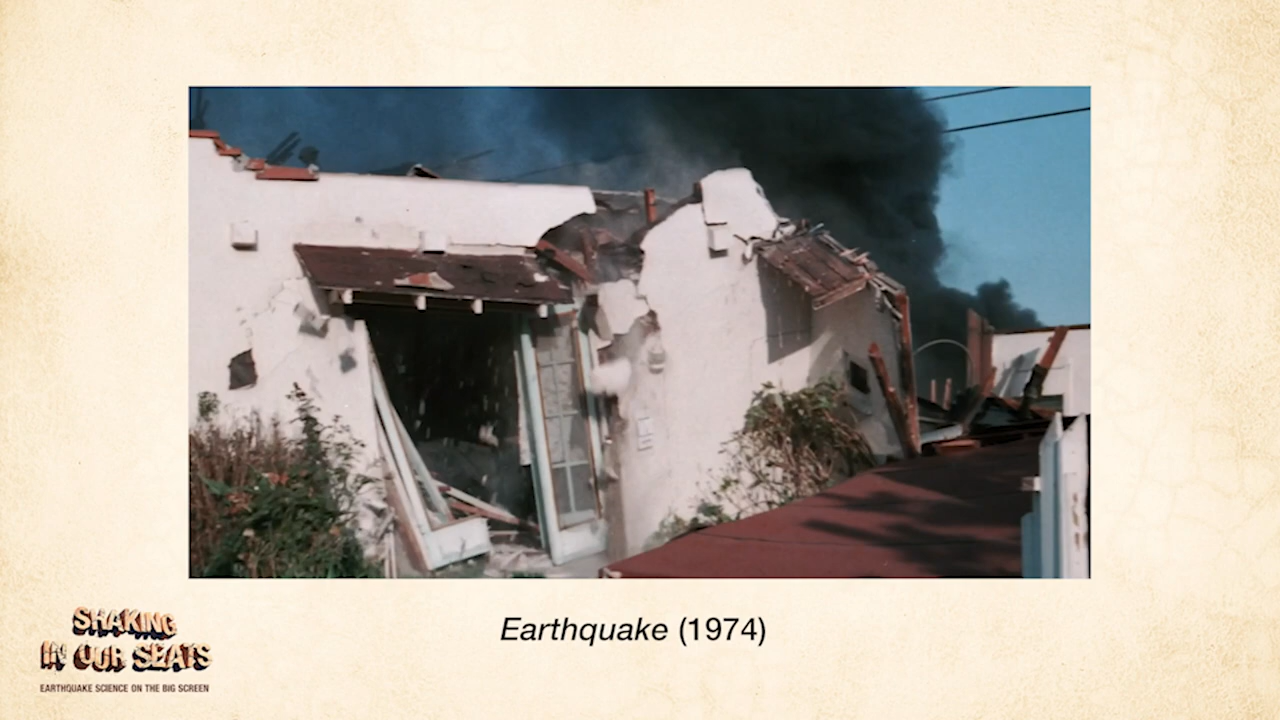 Earthquake (1974)
SHAKING
IN OUR SEATS
EARTHQUAKE SCIENCE ON THE BIG SCREEN